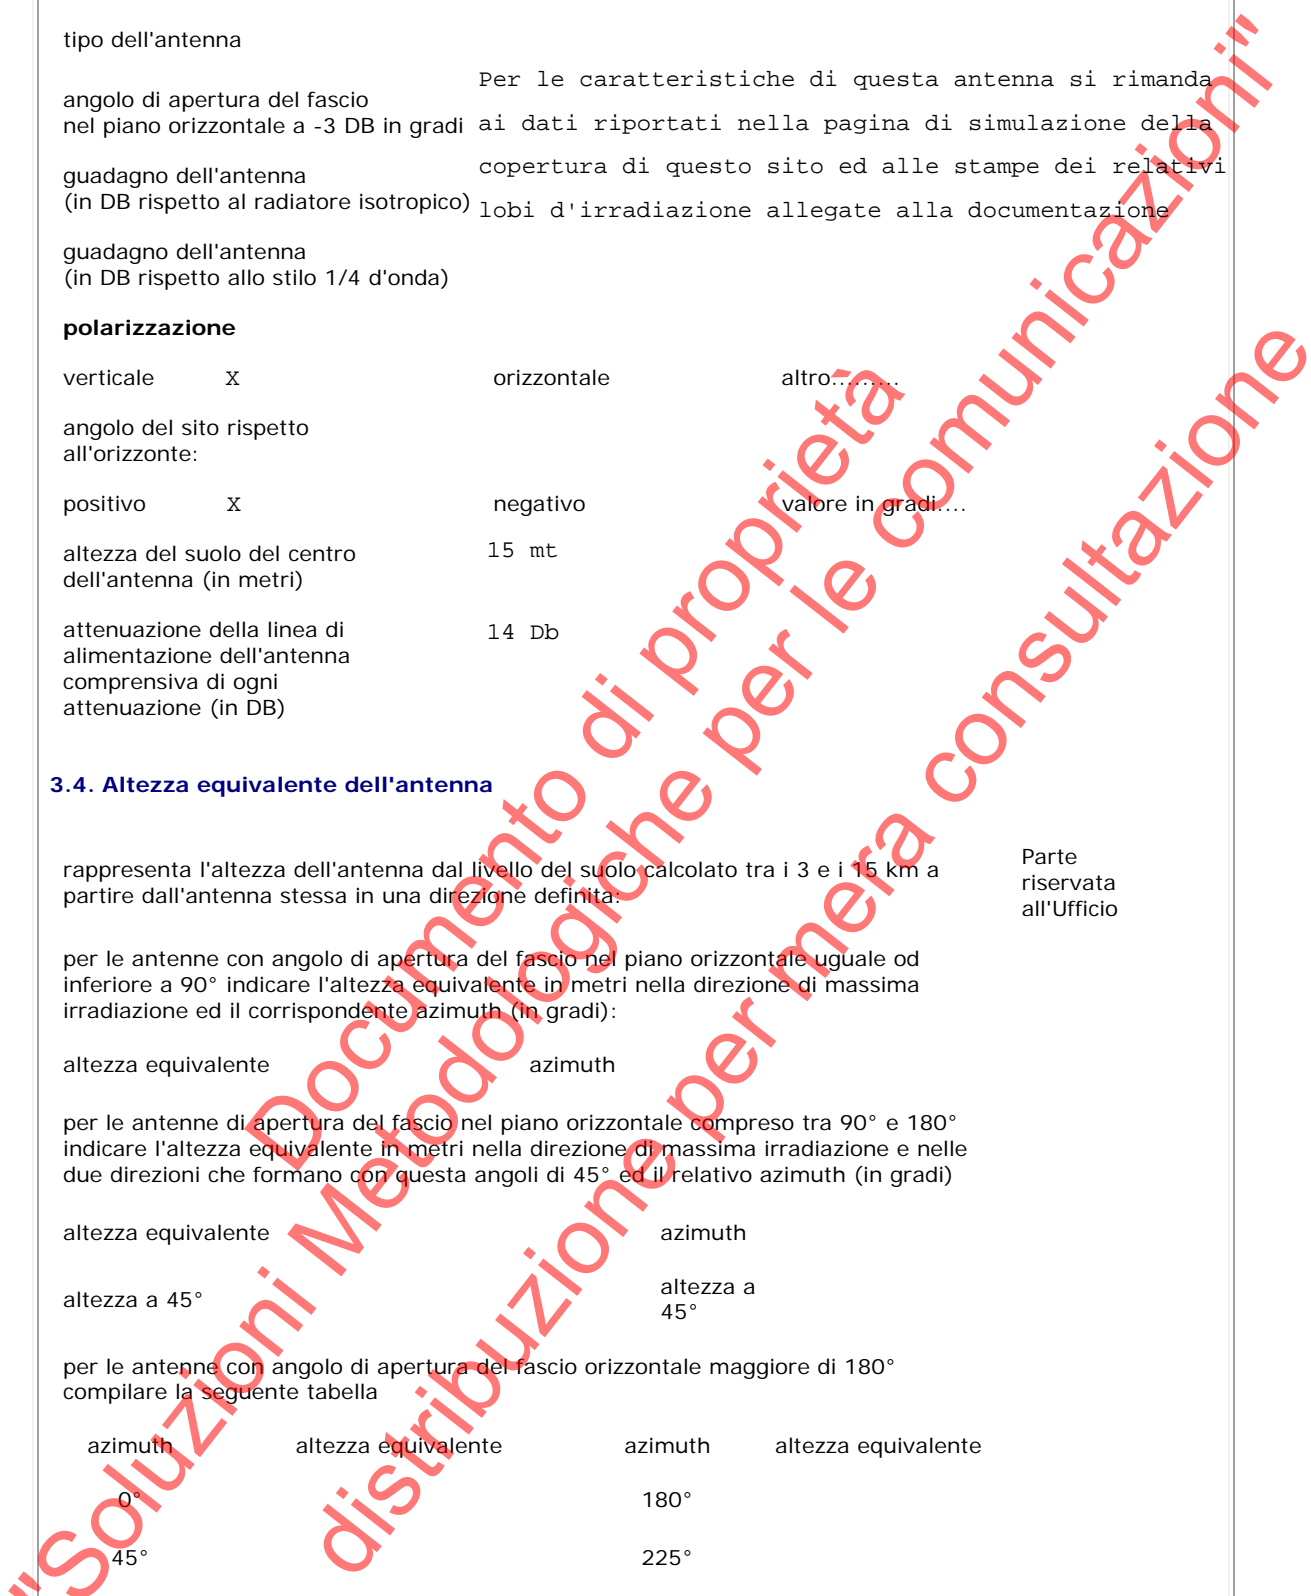 tipo dell'antenna
Per le caratteristiche di questa antenna si rimanda
angolo di apertura del fascio
nel piano orizzontale a -3 DB in gradi
ai dati riportati nella pagina di simulazione della
copertura di questo sito ed alle stampe dei relativi
guadagno dell'antenna
(in DB rispetto al radiatore isotropico)
lobi d'irradiazione allegate alla documentazione
guadagno dell'antenna
(in DB rispetto allo stilo 1/4 d'onda)
polarizzazione
verticale X orizzontale altro.........
angolo del sito rispetto
all'orizzonte:
positivo X negativo valore in gradi....
altezza del suolo del centro
dell'antenna (in metri)
15 mt
attenuazione della linea di
alimentazione dell'antenna
comprensiva di ogni
attenuazione (in DB)
14 Db
3.4. Altezza equivalente dell'antenna
rappresenta l'altezza dell'antenna dal livello del suolo calcolato tra i 3 e i 15 km a
partire dall'antenna stessa in una direzione definita:
Parte
riservata
all'Ufficio
per le antenne con angolo di apertura del fascio nel piano orizzontale uguale od
inferiore a 90° indicare l'altezza equivalente in metri nella direzione di massima
irradiazione ed il corrispondente azimuth (in gradi):
altezza equivalente azimuth
per le antenne di apertura del fascio nel piano orizzontale compreso tra 90° e 180°
indicare l'altezza equivalente in metri nella direzione di massima irradiazione e nelle
due direzioni che formano con questa angoli di 45° ed il relativo azimuth (in gradi)
altezza equivalente azimuth
altezza a 45°
altezza a
45°
per le antenne con angolo di apertura del fascio orizzontale maggiore di 180°
compilare la seguente tabella
azimuth altezza equivalente azimuth altezza equivalente
0° 180°
45° 225°
Documento di proprietà
"Soluzioni Metodologiche per le comunicazioni"
distribuzione per mera consultazione